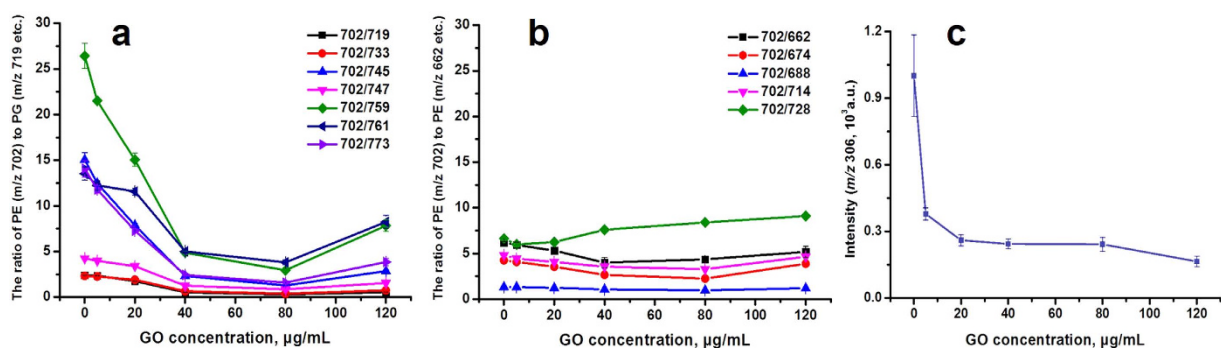 a
The ratio of PE (m/z 702) to PG (m/z 719 etc.)
30
25
20
15
10
5
0
702/719
702/733
702/745
702/747
702/759
702/761
702/773
0 20 40 60 80 100 120
GO concentration, µg/mL
b
The ratio of PE (m/z 702) to PE (m/z 662 etc.)
30
25
20
15
10
5
0
702/662
702/674
702/688
702/714
702/728
0 20 40 60 80 100 120
GO concentration, µg/mL
c
Intensity (m/z 306, 10³a.u.)
1.2
0.9
0.6
0.3
0.0
0 20 40 60 80 100 120
GO concentration, µg/mL